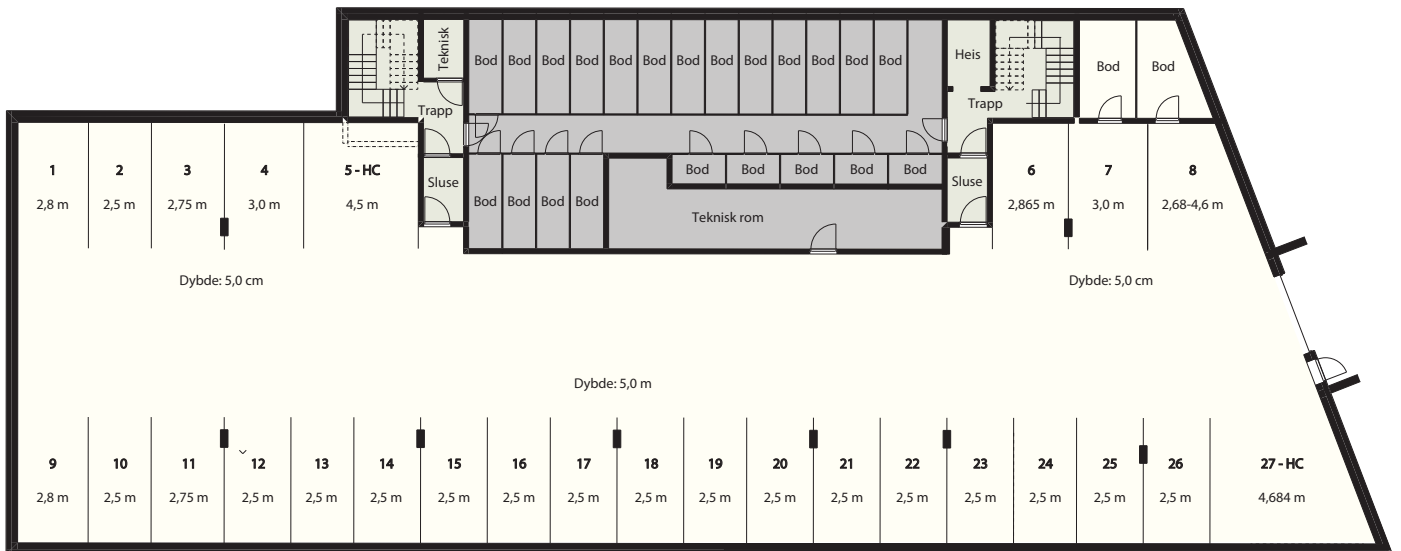 Teknisk
Bod Bod Bod Bod Bod Bod Bod Bod Bod Bod Bod Bod Bod
Heis
Bod Bod
Trapp
Trapp
1 2 3 4 5 - HC
2,8 m 2,5 m 2,75 m 3,0 m 4,5 m
Sluse
Bod Bod Bod Bod
Bod Bod Bod Bod Bod
Teknisk rom
Sluse
6 7 8
2,865 m 3,0 m 2,68-4,6 m
Dybde: 5,0 cm
Dybde: 5,0 cm
Dybde: 5,0 m
9 10 11 12 13 14 15 16 17 18 19 20 21 22 23 24 25 26 27 - HC
2,8 m 2,5 m 2,75 m 2,5 m 2,5 m 2,5 m 2,5 m 2,5 m 2,5 m 2,5 m 2,5 m 2,5 m 2,5 m 2,5 m 2,5 m 2,5 m 2,5 m 2,5 m 4,684 m